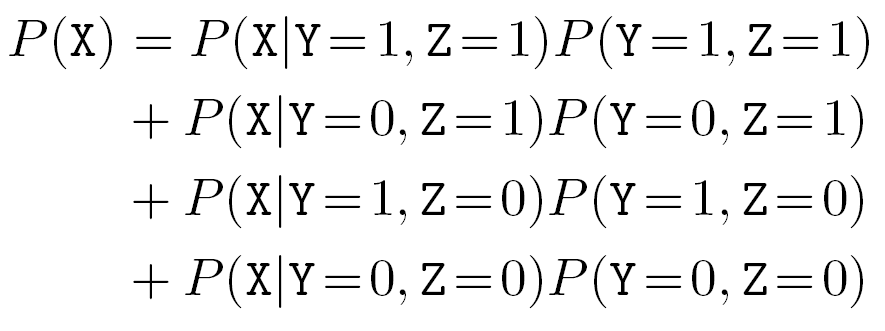 P(X) = P(X|Y=1, Z=1)P(Y=1, Z=1)
+ P(X|Y=0, Z=1)P(Y=0, Z=1)
+ P(X|Y=1, Z=0)P(Y=1, Z=0)
+ P(X|Y=0, Z=0)P(Y=0, Z=0)